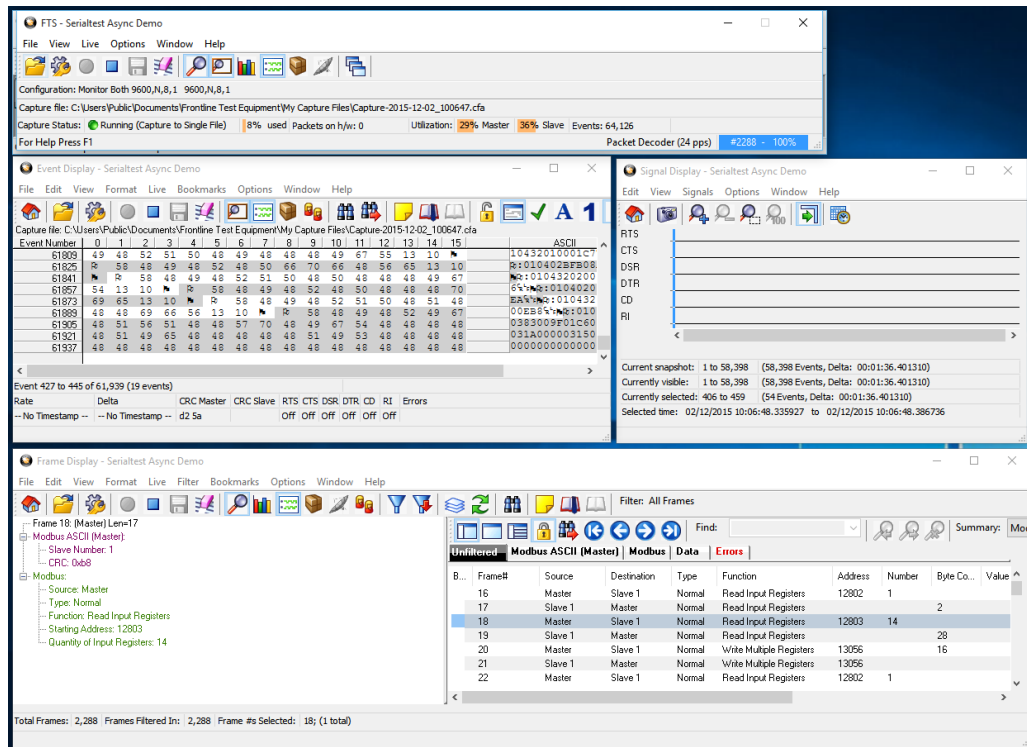 FTS - Serialtest Async Demo
File View Live Options Window Help
Configuration: Monitor Both 9600,N,8,1 9600,N,8,1
Capture file: C:\Users\Public\Documents\Frontline Test Equipment\My Capture Files\Capture-2015-12-02_100647.cfa
Capture Status: Running (Capture to Single File) 8% used Packets on h/w: 0 Utilization: 29% Master 36% Slave Events: 64,126
For Help Press F1 Packet Decoder (24 pps) #2288 - 100%
Event Display - Serialtest Async Demo
File Edit View Format Live Bookmarks Options Window Help
Capture file: C:\Users\Public\Documents\Frontline Test Equipment\My Capture Files\Capture-2015-12-02_100647.cfa
Event Number 0 1 2 3 4 5 6 7 8 9 10 11 12 13 14 15 ASCII
61809 49 48 52 51 50 48 49 48 48 48 49 67 55 13 10 10432010001C7
61825 58 48 49 48 52 48 50 66 70 66 48 56 65 13 10 :010402BFB08
61841 58 48 49 48 52 51 50 48 50 48 48 48 49 67 :0104320200
61857 54 13 10 58 48 49 48 52 48 50 48 48 48 70 6 :0104020
61873 69 65 13 10 58 48 49 48 52 51 50 48 51 48 EA :010432
61889 48 48 69 66 56 13 10 58 48 49 48 52 49 67 00EB8 :010
61905 48 51 56 51 48 48 57 70 48 49 67 54 48 48 48 48 0383009F01C60
61921 48 51 49 65 48 48 48 48 48 51 49 53 48 48 48 48 031A000003150
61937 48 48 48 48 48 48 48 48 48 48 48 48 48 48 48 48 0000000000000
Event 427 to 445 of 61,939 (19 events)
Rate Delta CRC Master CRC Slave RTS CTS DSR DTR CD RI Errors
-- No Timestamp -- -- No Timestamp -- d2 5a Off Off Off Off Off Off
Signal Display - Serialtest Async Demo
Edit View Signals Options Window Help
RTS
CTS
DSR
DTR
CD
RI
Current snapshot: 1 to 58,398 (58,398 Events, Delta: 00:01:36.401310)
Currently visible: 1 to 58,398 (58,398 Events, Delta: 00:01:36.401310)
Currently selected: 406 to 459 (54 Events, Delta: 00:01:36.401310)
Selected time: 02/12/2015 10:06:48.335927 to 02/12/2015 10:06:48.386736
Frame Display - Serialtest Async Demo
File Edit View Format Live Filter Bookmarks Options Window Help
Filter: All Frames
Frame 18: (Master) Len=17
Modbus ASCII (Master):
Slave Number: 1
CRC: 0xb8
Modbus:
Source: Master
Type: Normal
Function: Read Input Registers
Starting Address: 12803
Quantity of Input Registers: 14
Find: Summary: Mo
Unfiltered Modbus ASCII (Master) Modbus Data Errors
B... Frame# Source Destination Type Function Address Number Byte Co... Value
16 Master Slave 1 Normal Read Input Registers 12802 1
17 Slave 1 Master Normal Read Input Registers 2
18 Master Slave 1 Normal Read Input Registers 12803 14
19 Slave 1 Master Normal Read Input Registers 28
20 Master Slave 1 Normal Write Multiple Registers 13056 16
21 Slave 1 Master Normal Write Multiple Registers 13056
22 Master Slave 1 Normal Read Input Registers 12802 1
Total Frames: 2,288 Frames Filtered In: 2,288 Frame #s Selected: 18; (1 total)